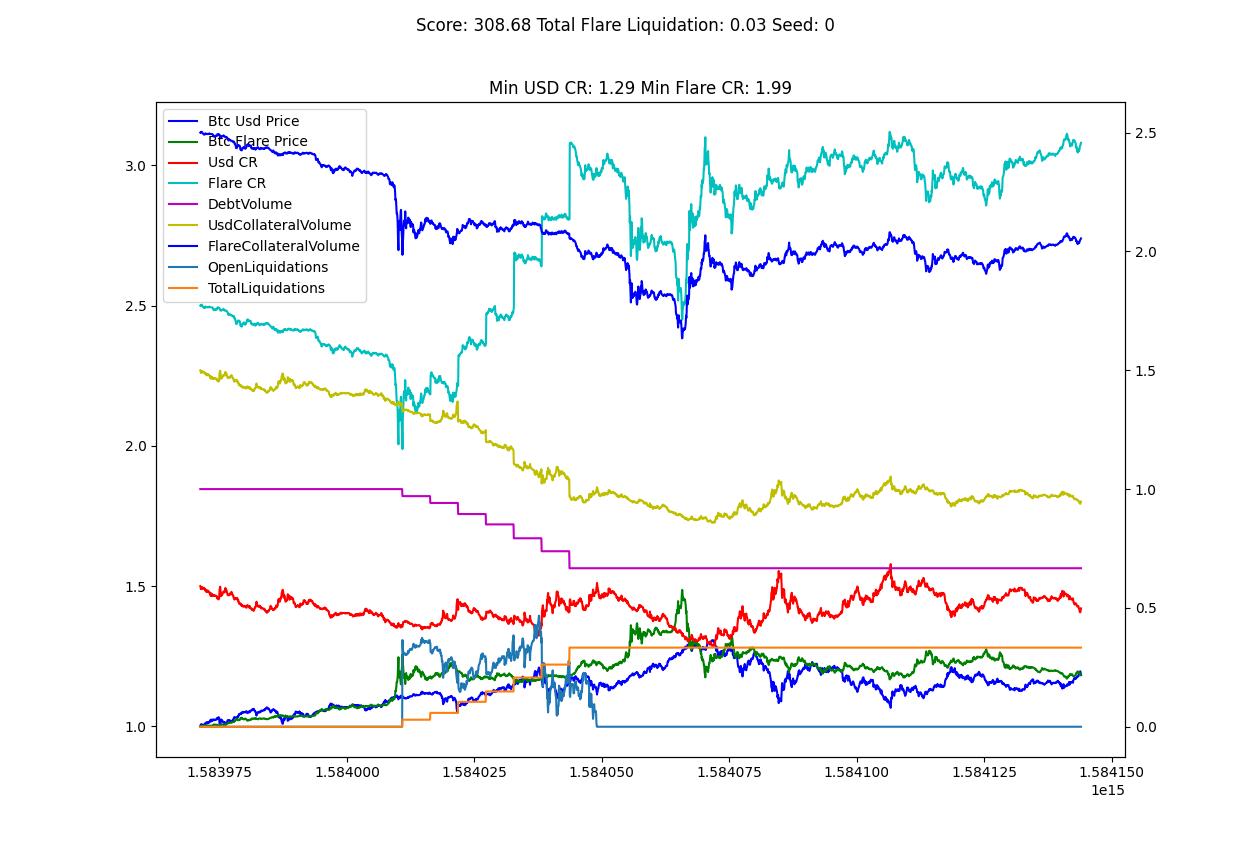 Score: 308.68 Total Flare Liquidation: 0.03 Seed: 0
Min USD CR: 1.29 Min Flare CR: 1.99
Btc Usd Price
Btc Flare Price
Usd CR
Flare CR
DebtVolume
UsdCollateralVolume
FlareCollateralVolume
OpenLiquidations
TotalLiquidations
3.0
2.5
2.0
1.5
1.0
2.5
2.0
1.5
1.0
0.5
0.0
1.583975 1.584000 1.584025 1.584050 1.584075 1.584100 1.584125 1.584150
1e15